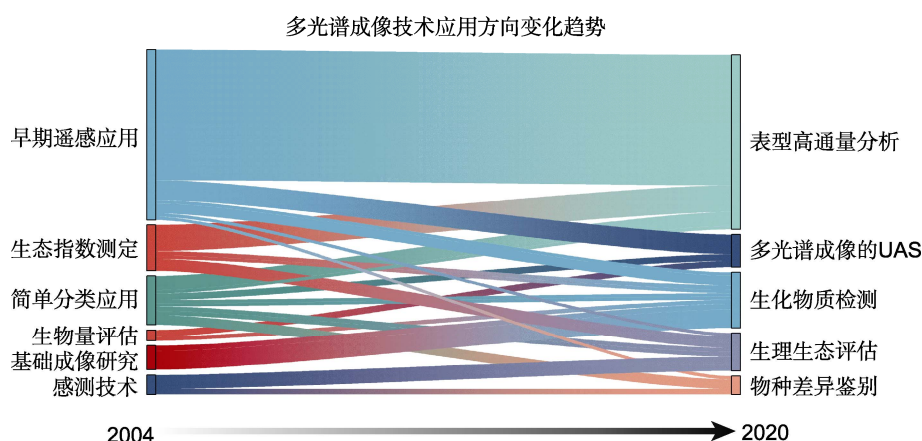 多光谱成像技术应用方向变化趋势
早期遥感应用
生态指数测定
简单分类应用
生物量评估
基础成像研究
感测技术
表型高通量分析
多光谱成像的UAS
生化物质检测
生理生态评估
物种差异鉴别
2004
2020